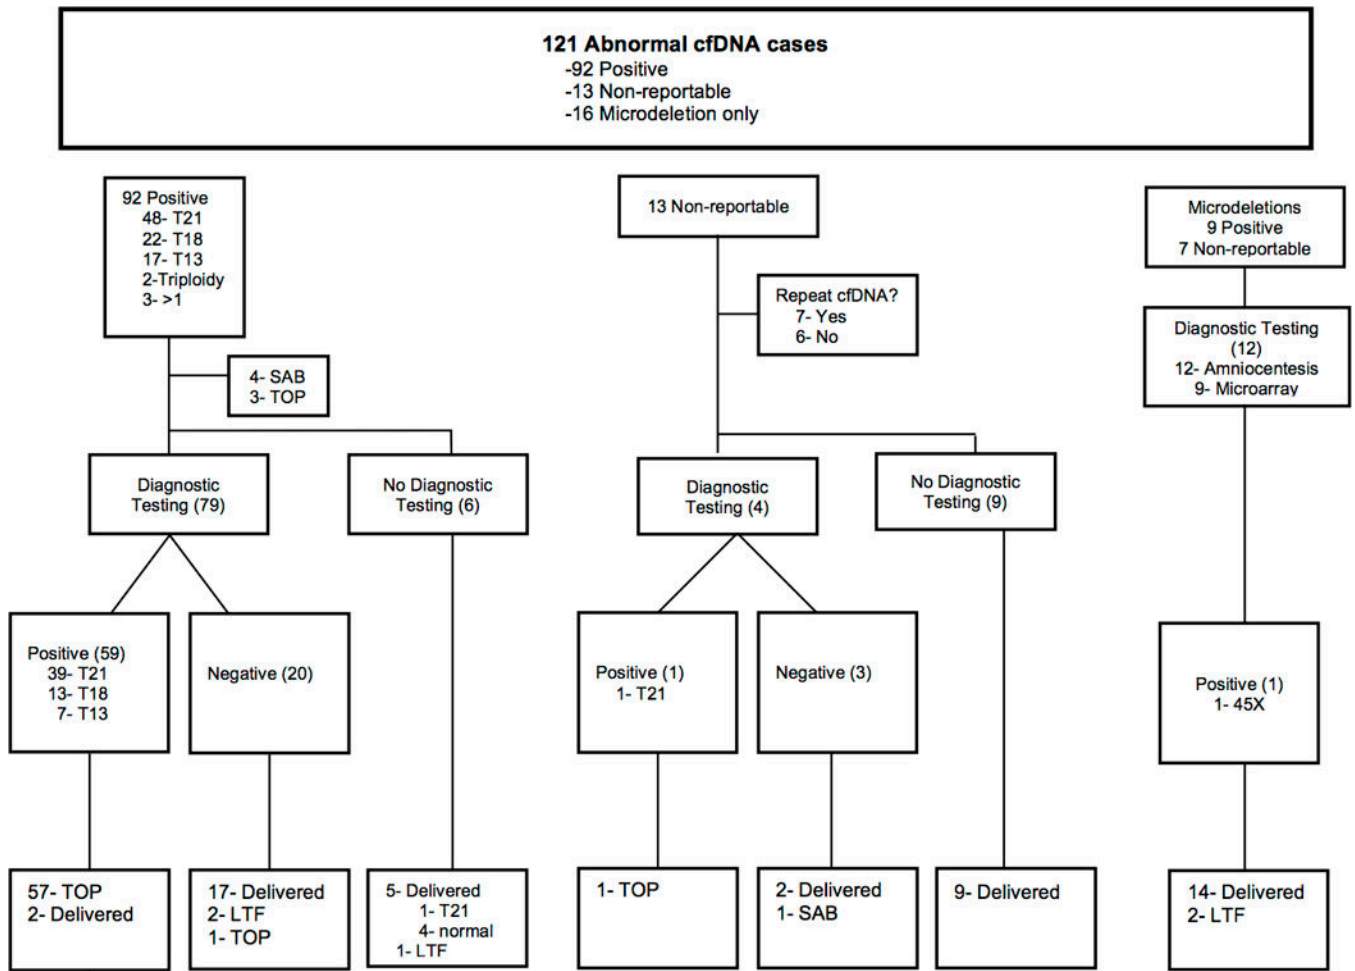 121 Abnormal cfDNA cases
-92 Positive
-13 Non-reportable
-16 Microdeletion only
92 Positive
48- T21
22- T18
17- T13
2-Triploidy
3- >1
4- SAB
3- TOP
Diagnostic
Testing (79)
No Diagnostic
Testing (6)
Positive (59)
39- T21
13- T18
7- T13
Negative (20)
57- TOP
2- Delivered
17- Delivered
2- LTF
1- TOP
5- Delivered
1- T21
4- normal
1- LTF
13 Non-reportable
Repeat cfDNA?
7- Yes
6- No
Diagnostic
Testing (4)
No Diagnostic
Testing (9)
Positive (1)
1- T21
Negative (3)
1- TOP
2- Delivered
1- SAB
9- Delivered
Microdeletions
9 Positive
7 Non-reportable
Diagnostic Testing
(12)
12- Amniocentesis
9- Microarray
Positive (1)
1- 45X
14- Delivered
2- LTF